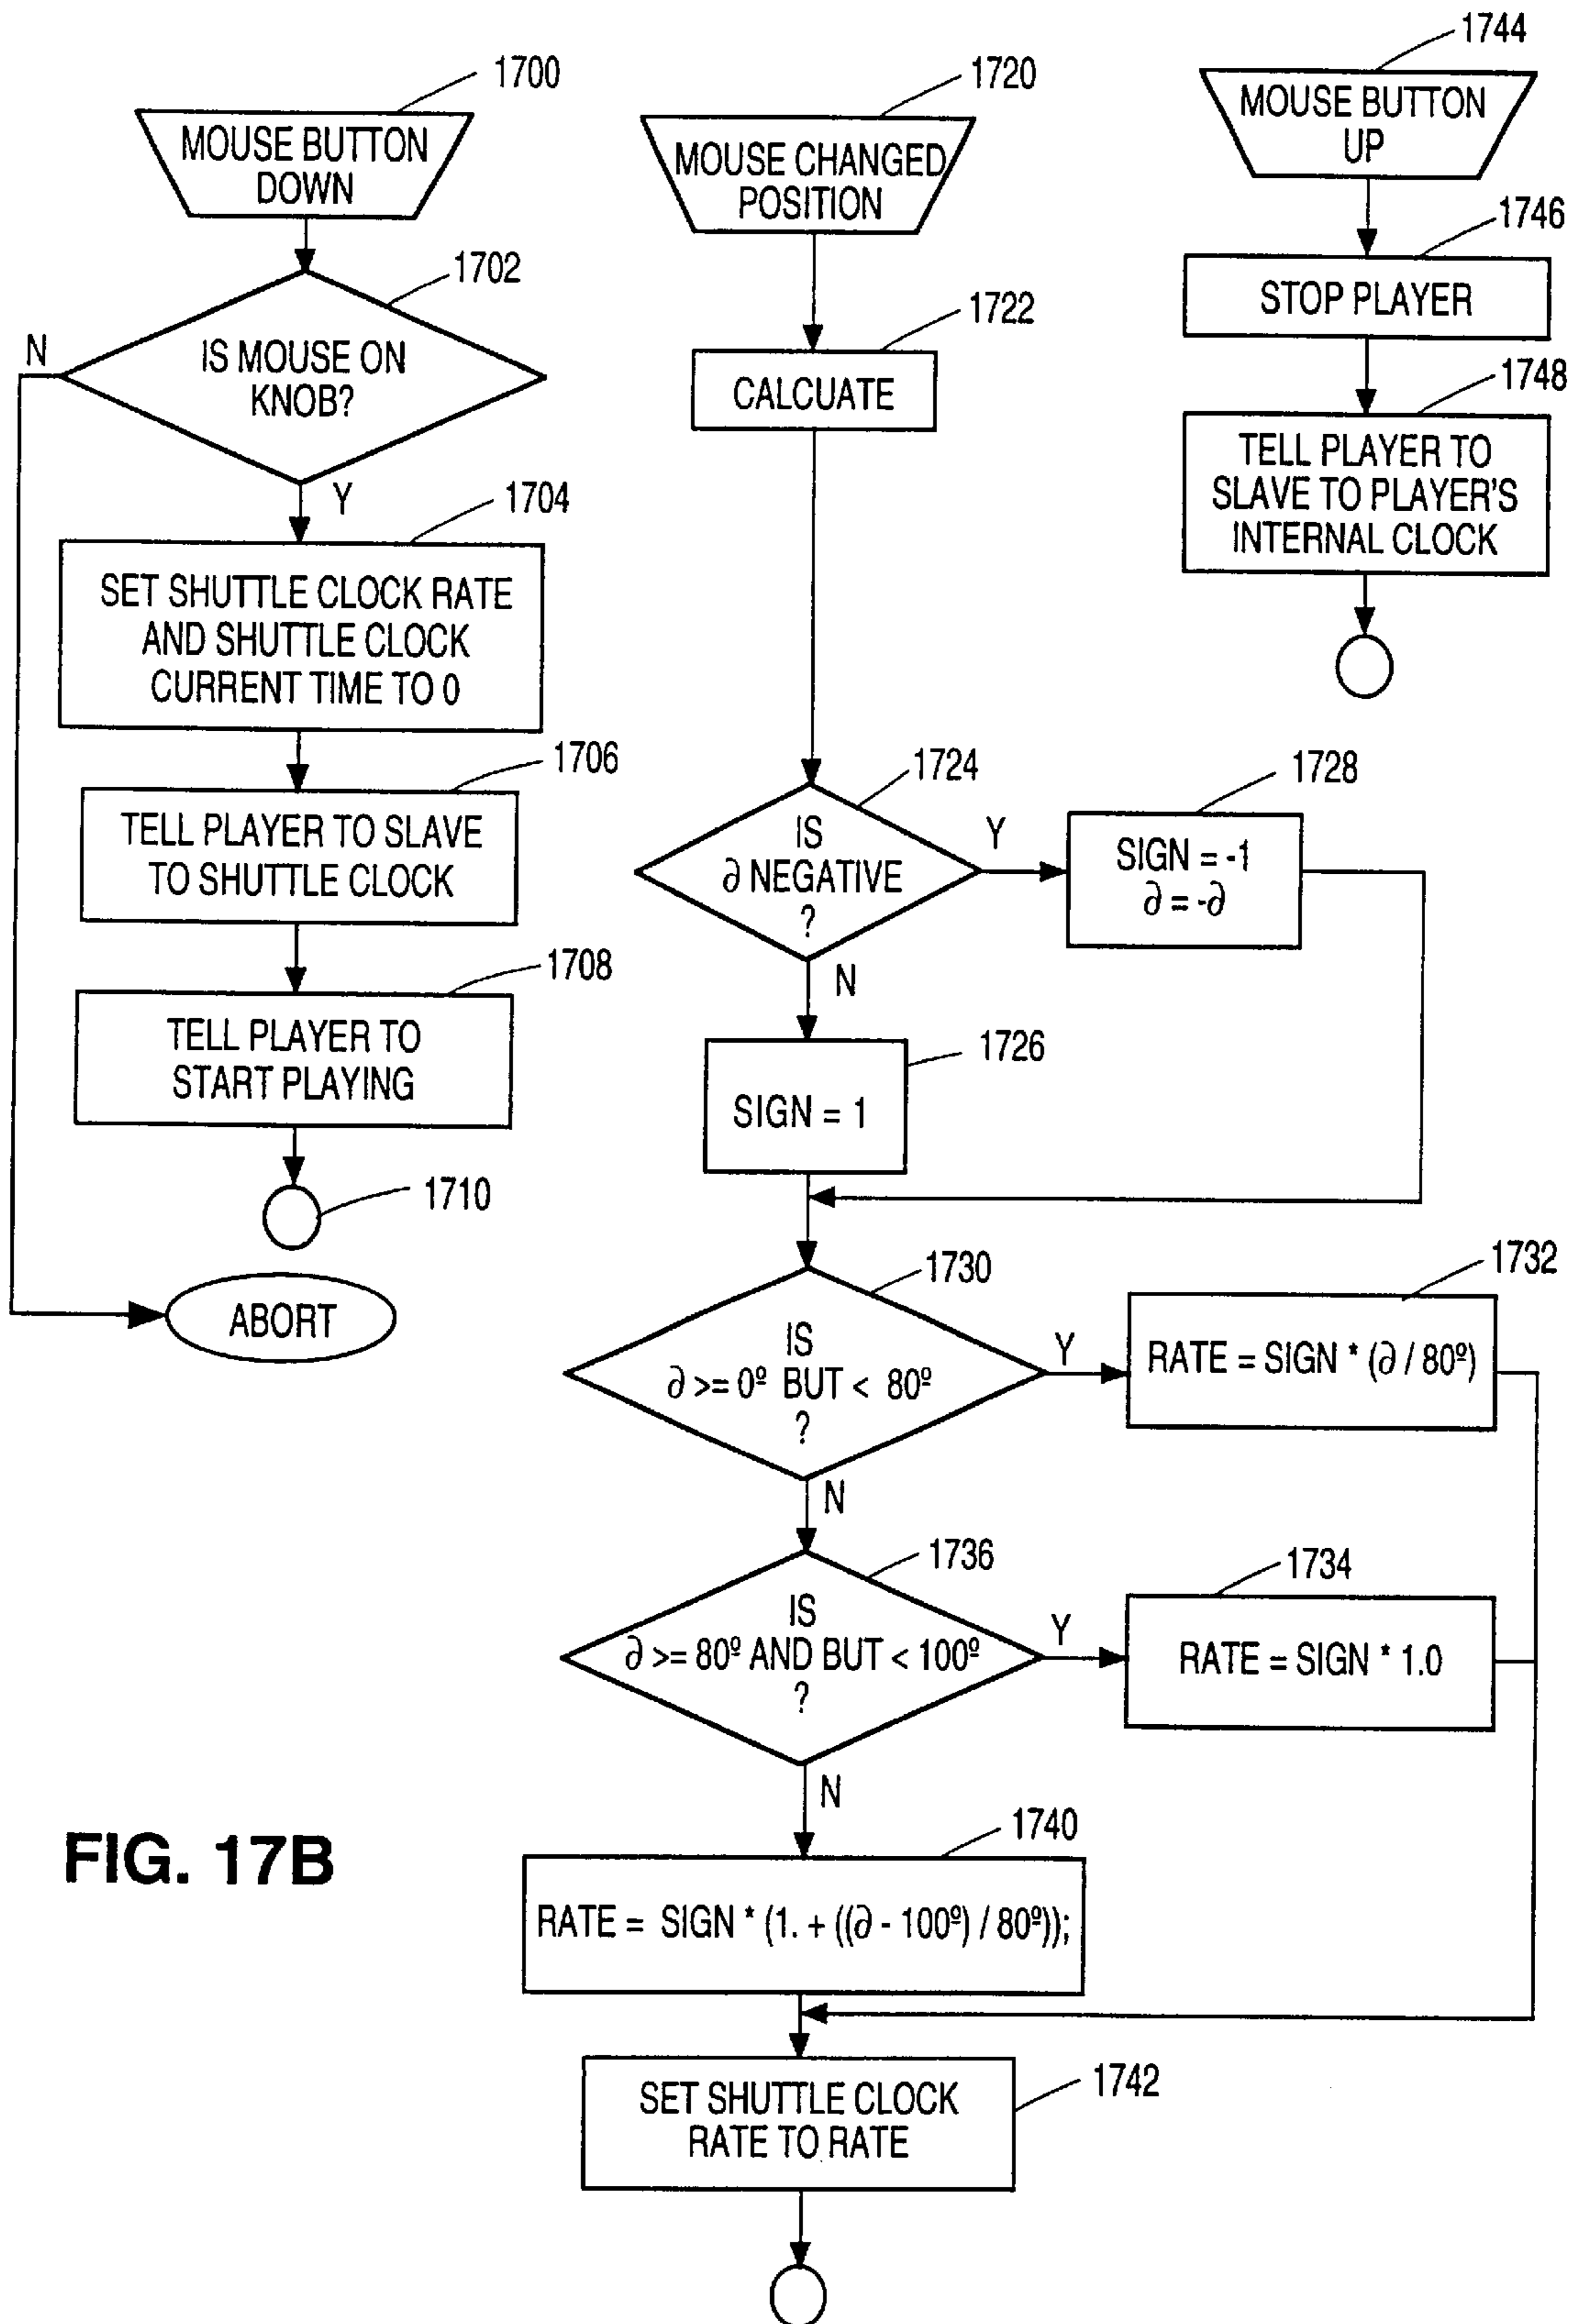 1700
MOUSE BUTTON
DOWN
1702
IS MOUSE ON
KNOB?
N
Y
1704
SET SHUTTLE CLOCK RATE
AND SHUTTLE CLOCK
CURRENT TIME TO 0
1706
TELL PLAYER TO SLAVE
TO SHUTTLE CLOCK
1708
TELL PLAYER TO
START PLAYING
1710
ABORT
1720
MOUSE CHANGED
POSITION
1722
CALCUATE
1724
IS
∂ NEGATIVE
?
Y
N
1728
SIGN = -1
∂ = -∂
1726
SIGN = 1
1730
IS
∂ >= 0º BUT < 80º
?
Y
N
1732
RATE = SIGN * (∂ / 80º)
1736
IS
∂ >= 80º AND BUT < 100º
?
Y
N
1734
RATE = SIGN * 1.0
1740
RATE = SIGN * (1. + ((∂ - 100º) / 80º));
1742
SET SHUTTLE CLOCK
RATE TO RATE
1744
MOUSE BUTTON
UP
1746
STOP PLAYER
1748
TELL PLAYER TO
SLAVE TO PLAYER'S
INTERNAL CLOCK
FIG. 17B